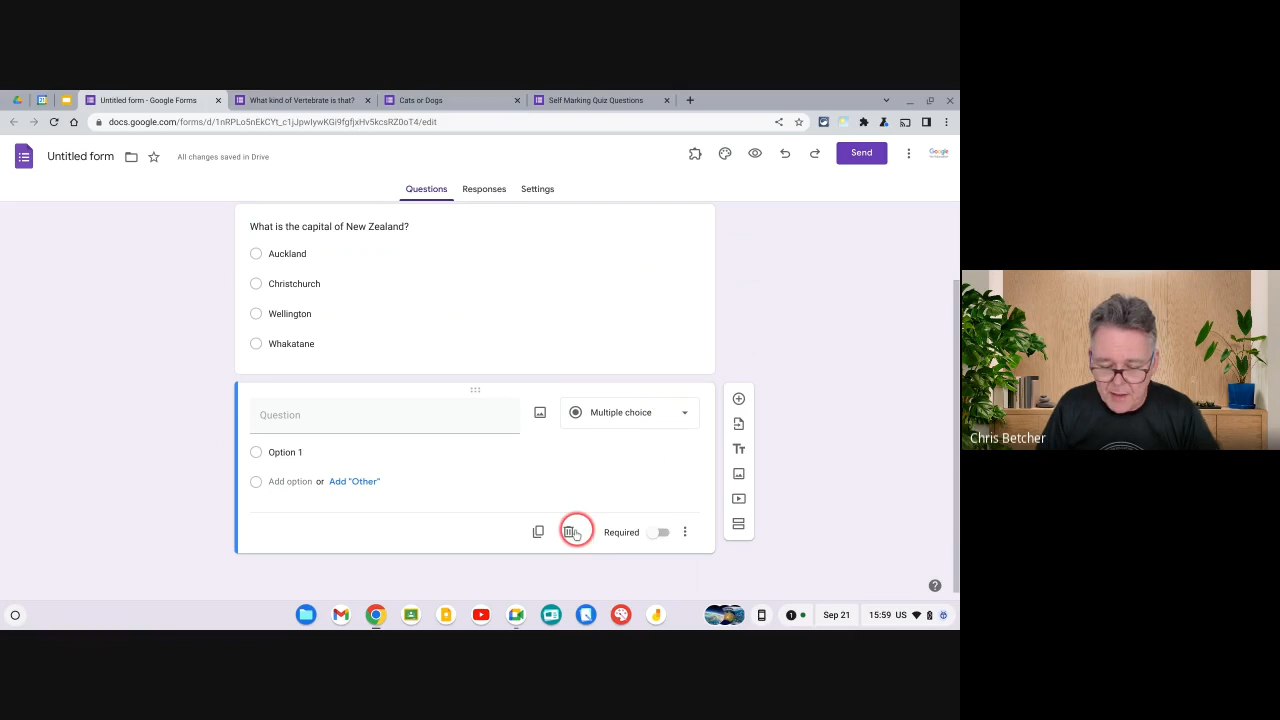 Untitled form - Google Forms
What kind of Vertebrate is that?
Cats or Dogs
Self Marking Quiz Questions
docs.google.com/forms/d/1nRPLo5nEkCYt_c1jJpwIywKGi9fgfjxHv5kcsRZ0oT4/edit
Untitled form
All changes saved in Drive
Send
Google
Questions
Responses
Settings
What is the capital of New Zealand?
Auckland
Christchurch
Wellington
Whakatane
Question
Multiple choice
Option 1
Add option or Add "Other"
Required
Tт
Chris Betcher
1
Sep 21
15:59 US